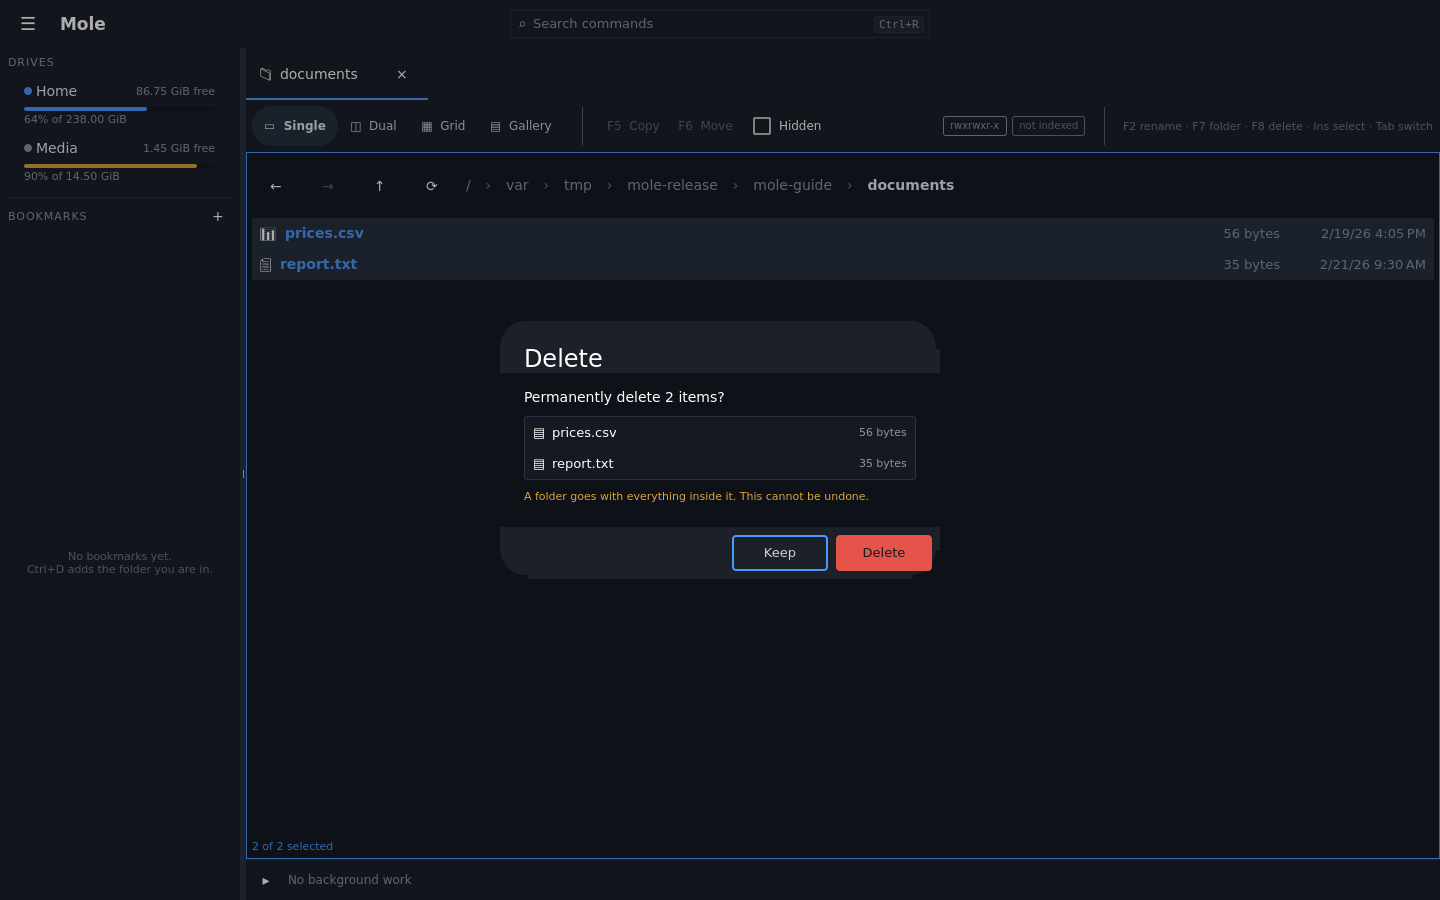 ☰ Mole
⌕ Search commands Ctrl+R
DRIVES
Home 86.75 GiB free
64% of 238.00 GiB
Media 1.45 GiB free
90% of 14.50 GiB
BOOKMARKS +
No bookmarks yet.
Ctrl+D adds the folder you are in.
documents ✕
Single Dual Grid Gallery F5 Copy F6 Move Hidden rwxrwxr-x not indexed F2 rename · F7 folder · F8 delete · Ins select · Tab switch
← → ↑ ⟳ / › var › tmp › mole-release › mole-guide › documents
prices.csv 56 bytes 2/19/26 4:05 PM
report.txt 35 bytes 2/21/26 9:30 AM
Delete
Permanently delete 2 items?
prices.csv 56 bytes
report.txt 35 bytes
A folder goes with everything inside it. This cannot be undone.
Keep Delete
2 of 2 selected
▸ No background work